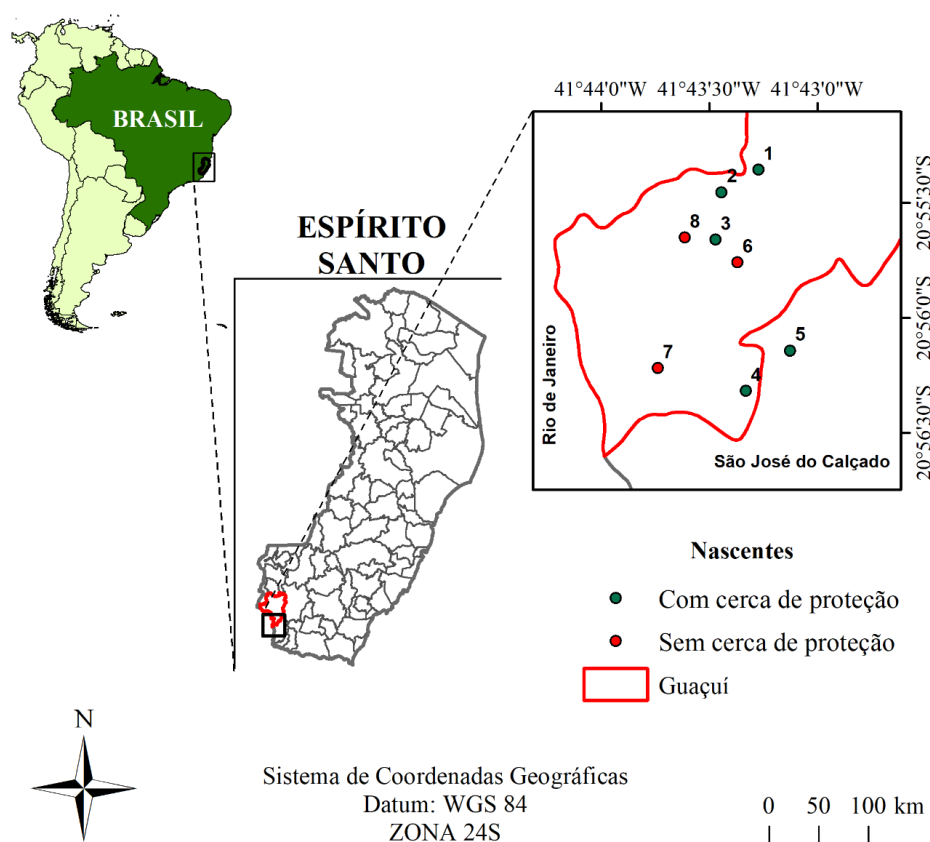 BRASIL
ESPÍRITO
SANTO
41°44'0"W 41°43'30"W 41°43'0"W
1
2
8 3
6
5
7
4
20°55'30"S
20°56'0"S
20°56'30"S
Rio de Janeiro
São José do Calçado
Nascentes
Com cerca de proteção
Sem cerca de proteção
Guaçuí
N
Sistema de Coordenadas Geográficas
Datum: WGS 84
ZONA 24S
0 50 100 km